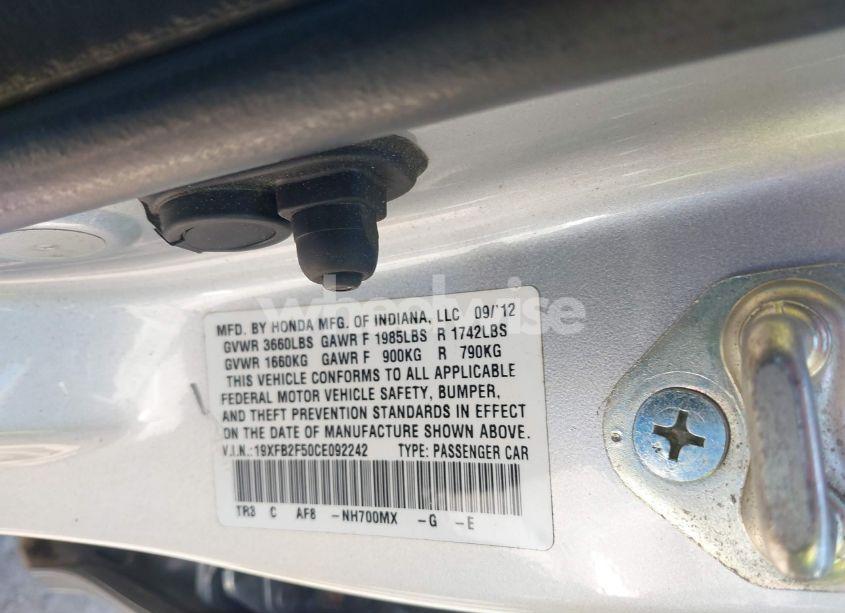 wheelwise
MFD. BY HONDA MFG. OF INDIANA, LLC 09/12
GVWR 3660LBS GAWR F 1985LBS R 1742LBS
GVWR 1660KG GAWR F 900KG R 790KG
THIS VEHICLE CONFORMS TO ALL APPLICABLE
FEDERAL MOTOR VEHICLE SAFETY, BUMPER,
AND THEFT PREVENTION STANDARDS IN EFFECT
ON THE DATE OF MANUFACTURE SHOWN ABOVE.
V.I.N.:19XFB2F50CE092242 TYPE: PASSENGER CAR
TR3 C AF8 -NH700MX -G -E